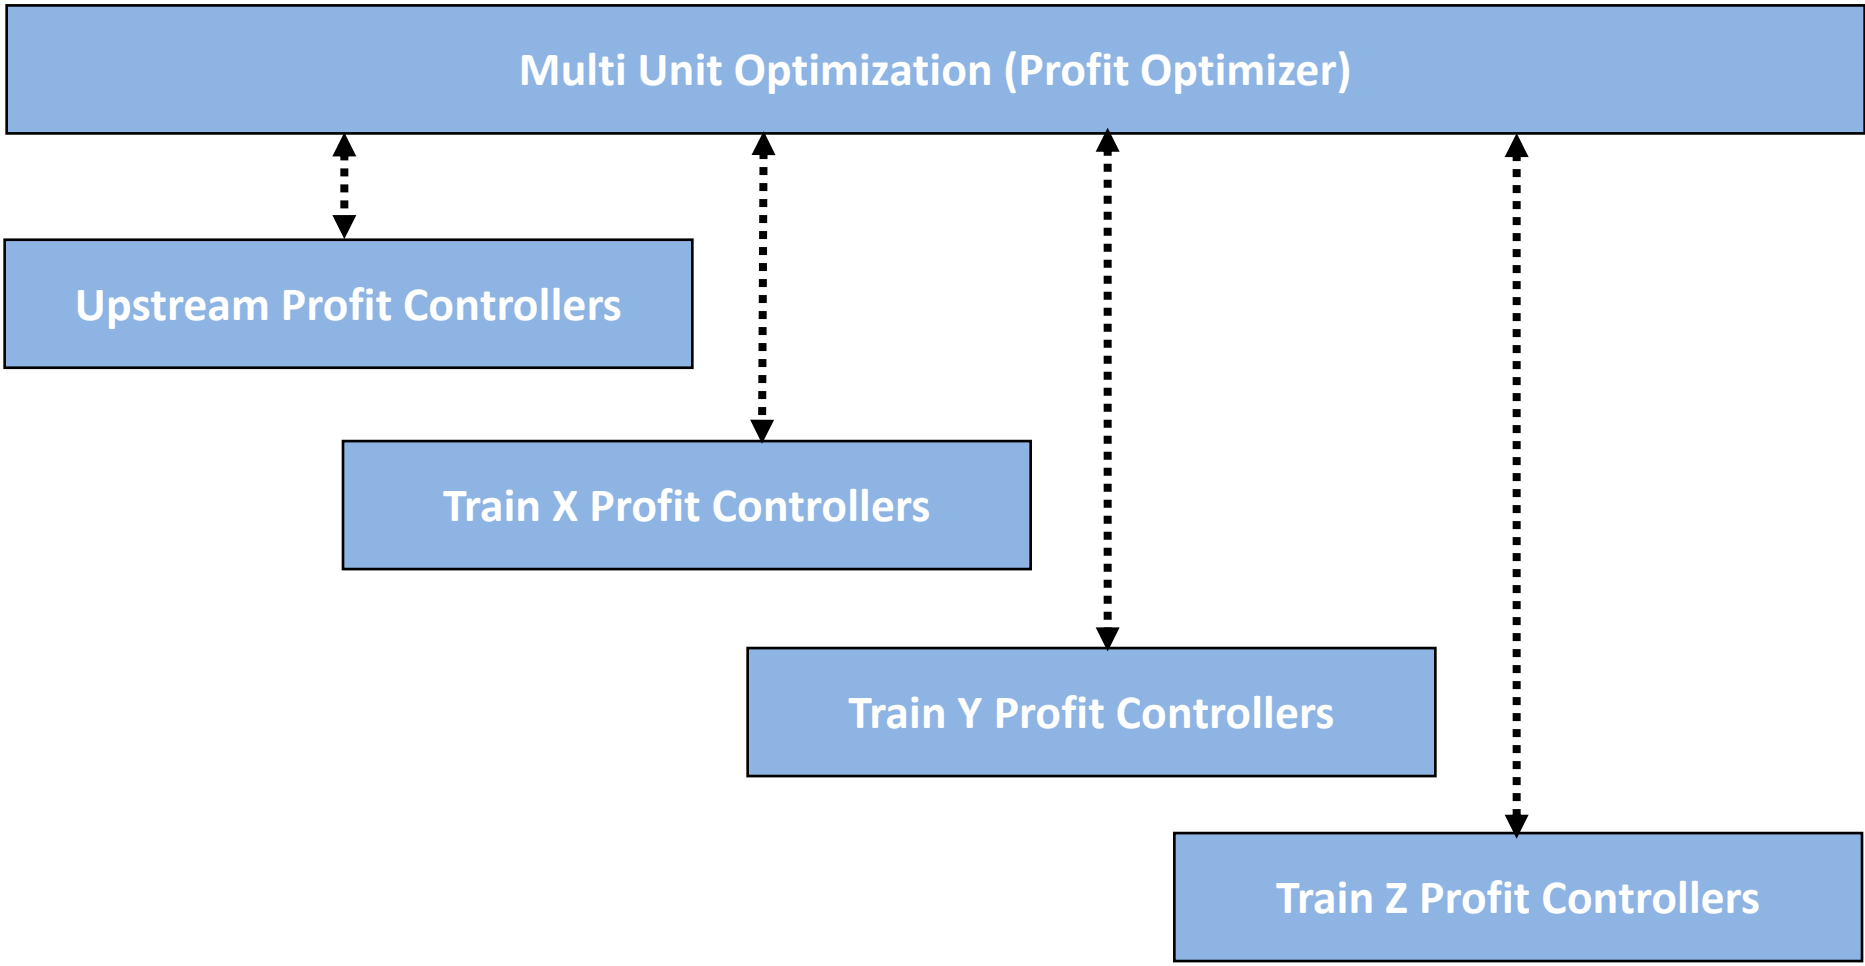 Multi Unit Optimization (Profit Optimizer)
Upstream Profit Controllers
Train X Profit Controllers
Train Y Profit Controllers
Train Z Profit Controllers